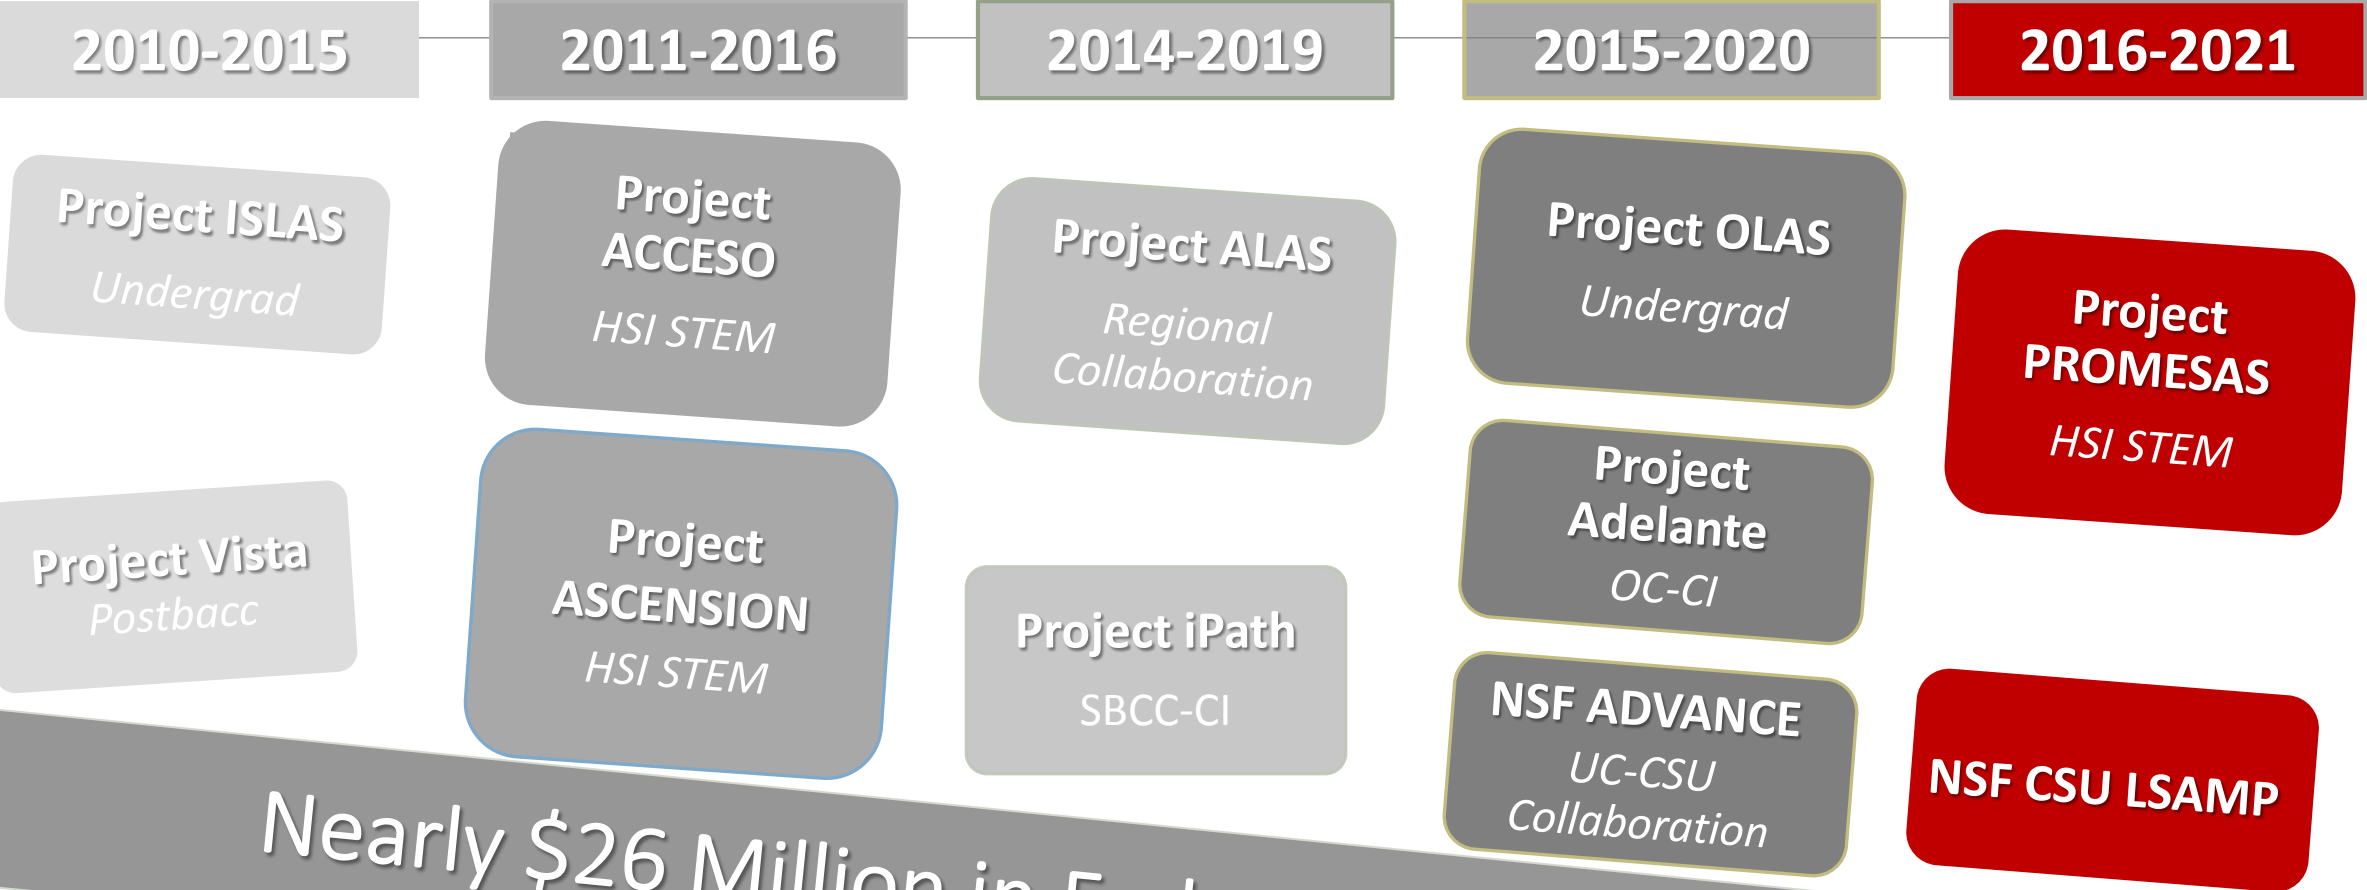 2010-2015
2011-2016
2014-2019
2015-2020
2016-2021
Project ISLAS
Undergrad
Project Vista
Postbacc
Project
ACCESO
HSI STEM
Project
ASCENSION
HSI STEM
Project ALAS
Regional
Collaboration
Project iPath
SBCC-CI
Project OLAS
Undergrad
Project
Adelante
OC-CI
NSF ADVANCE
UC-CSU
Collaboration
Project
PROMESAS
HSI STEM
NSF CSU LSAMP
Nearly $26 Million in